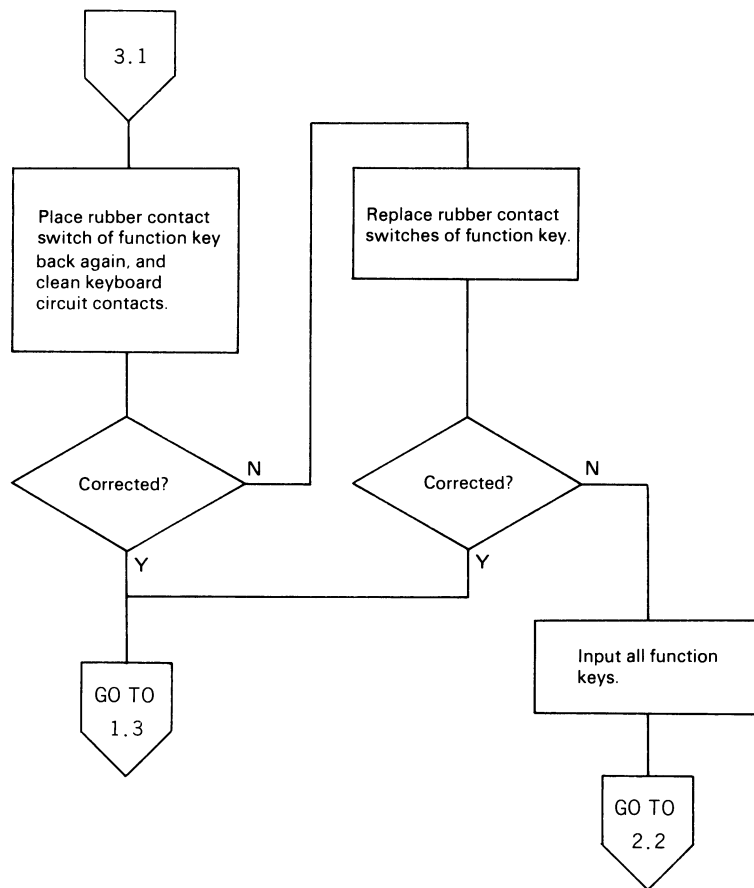 3.1
Place rubber contact
switch of function key
back again, and
clean keyboard
circuit contacts.
Corrected?
N
Y
GO TO
1.3
Replace rubber contact
switches of function key.
Corrected?
N
Y
Input all function
keys.
GO TO
2.2